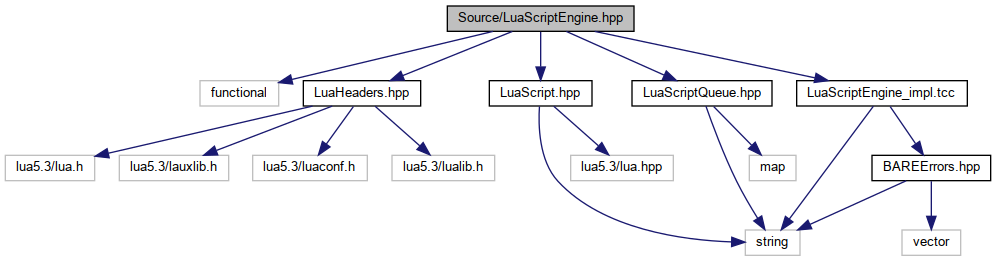 Source/LuaScriptEngine.hpp
functional
LuaHeaders.hpp
LuaScript.hpp
LuaScriptQueue.hpp
LuaScriptEngine_impl.tcc
lua5.3/lua.h
lua5.3/lauxlib.h
lua5.3/luaconf.h
lua5.3/lualib.h
lua5.3/lua.hpp
map
BAREErrors.hpp
string
vector